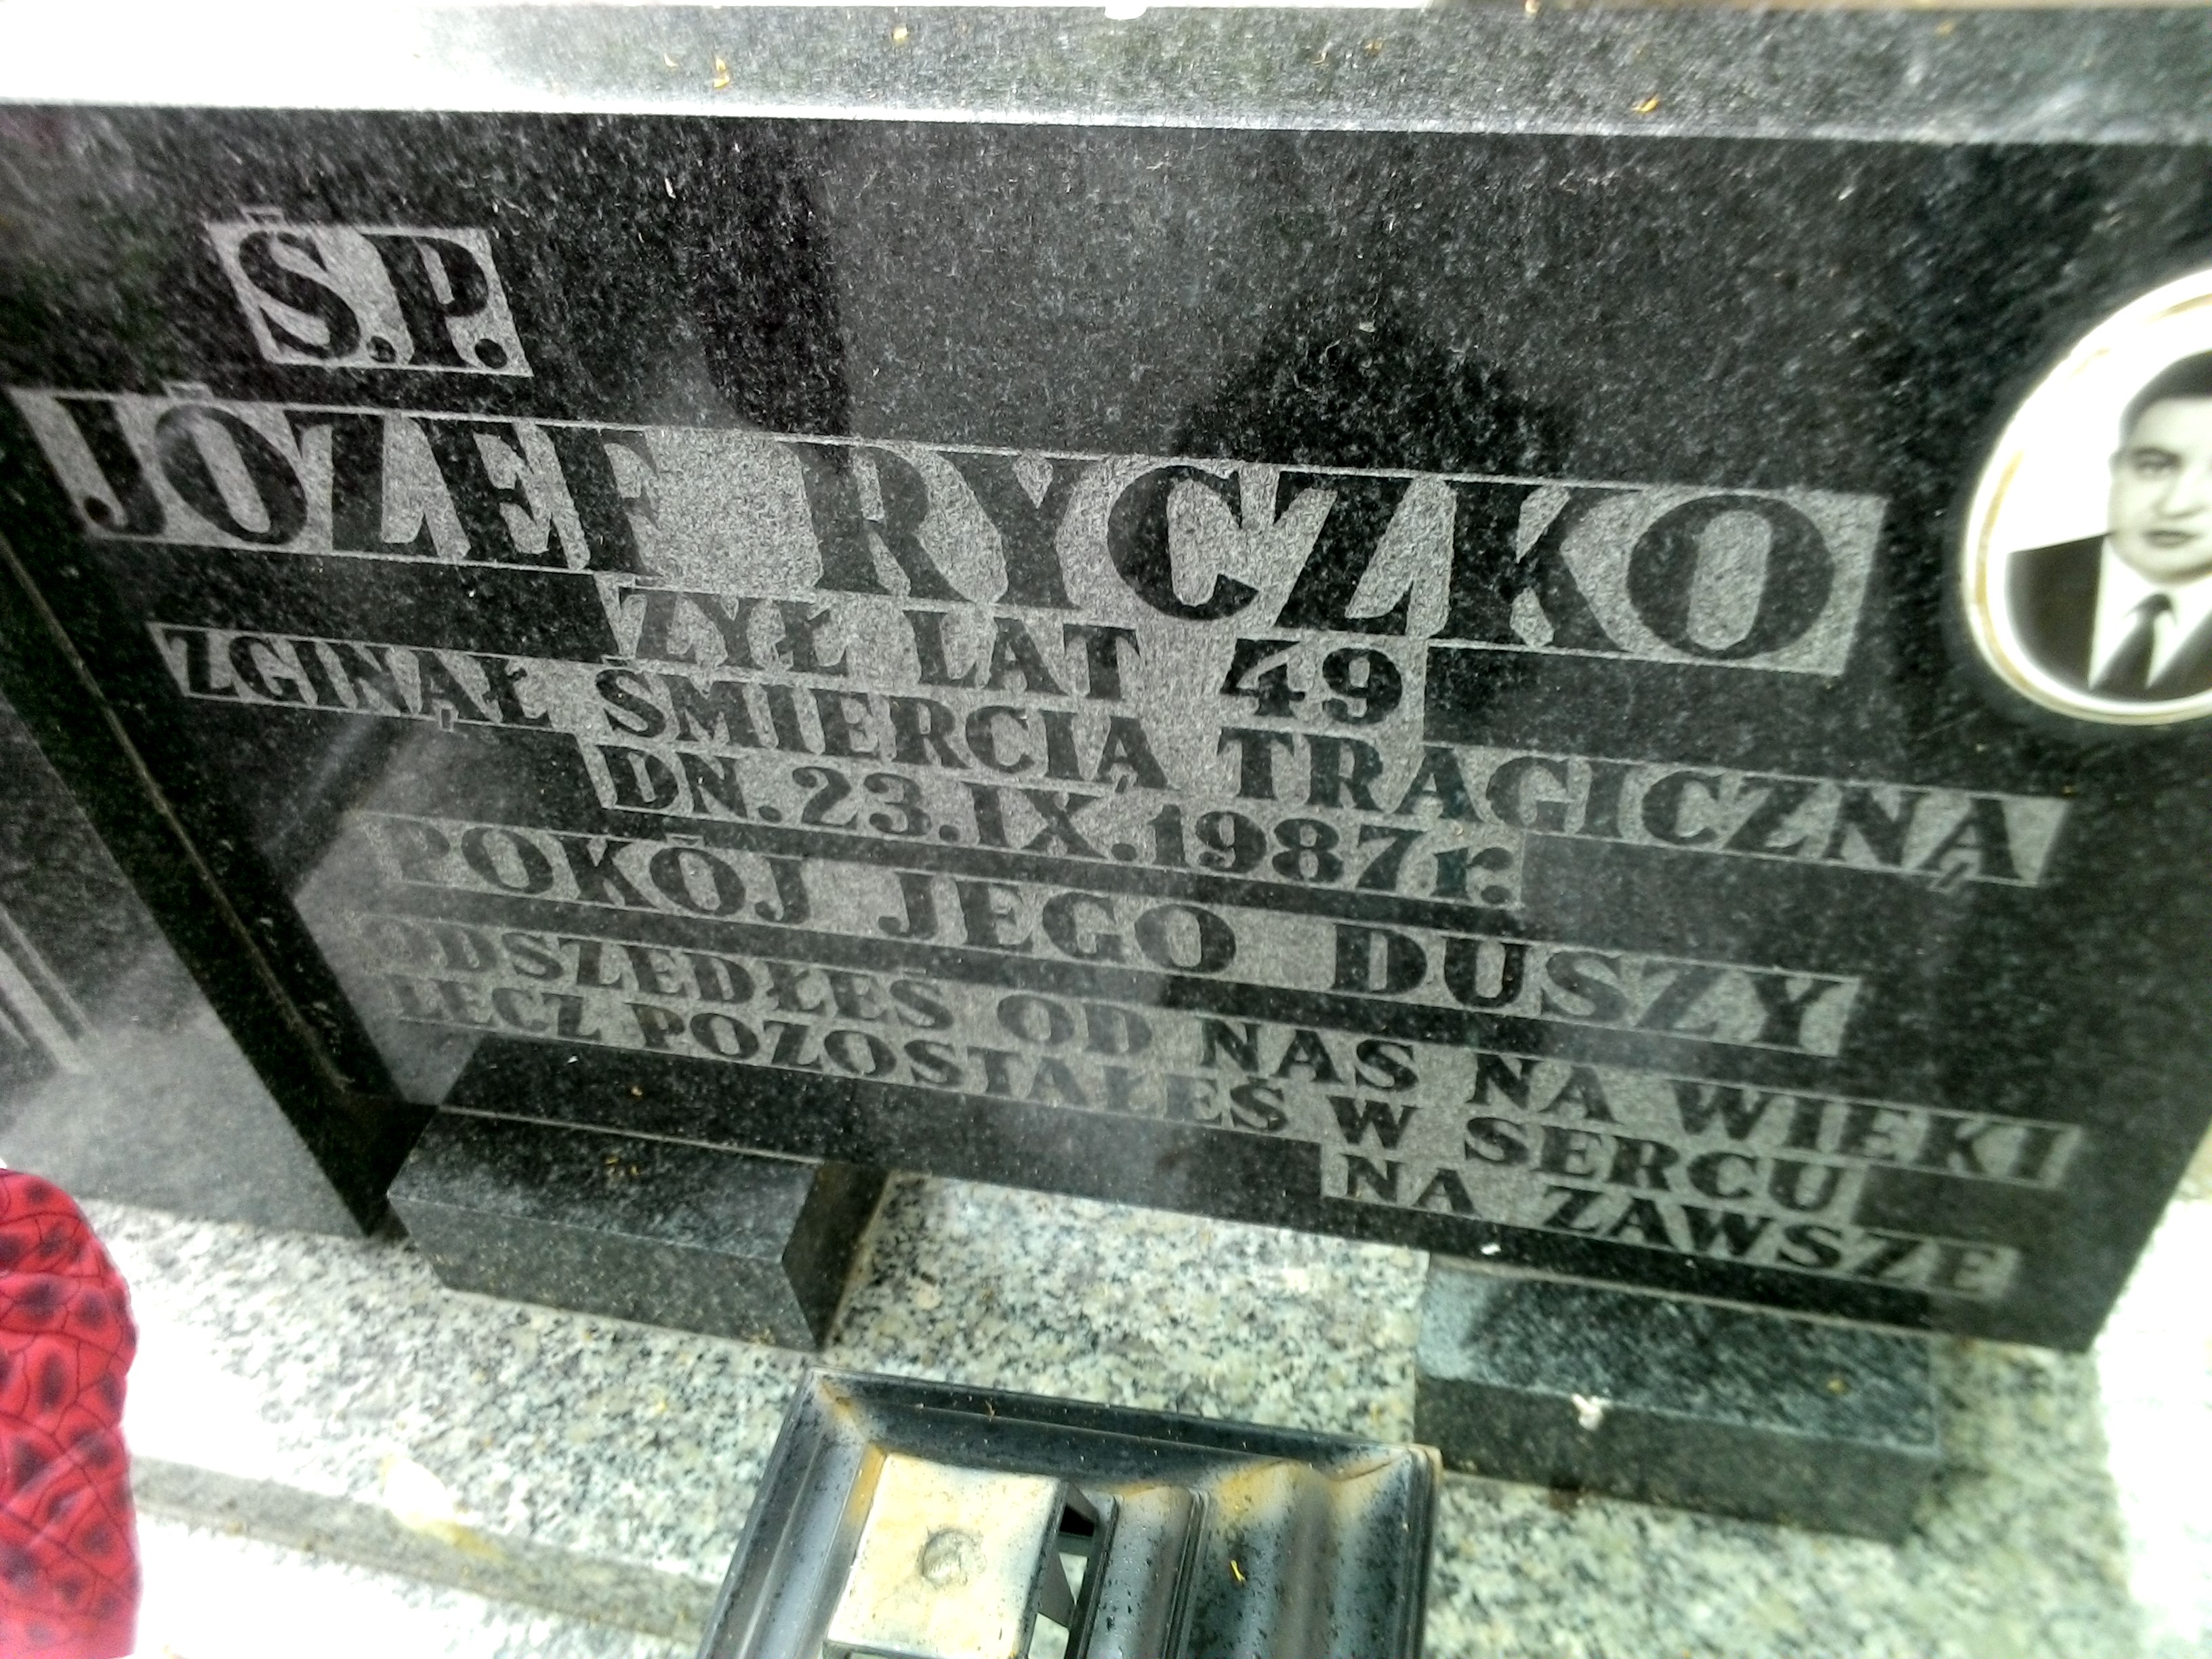 Ś.P.
JÓZEF RYCZKO
ŻYŁ LAT 49
ZGINĄŁ ŚMIERCIĄ TRAGICZNĄ
DN. 23.IX.1987r.
POKÓJ JEGO DUSZY
ODSZEDŁEŚ OD NAS NA WIEKI
LECZ POZOSTAŁEŚ W SERCU
NA ZAWSZE